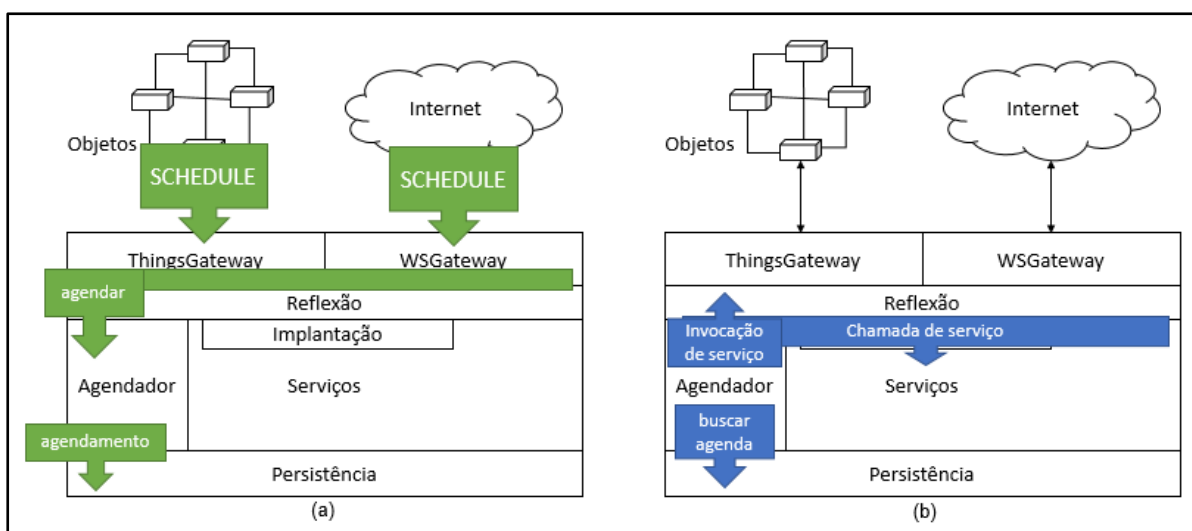 Internet
Objetos
SCHEDULE
SCHEDULE
ThingsGateway
WSGateway
agendar
Reflexão
Implantação
Agendador
Serviços
agendamento
Persistência
(a)
Internet
Objetos
ThingsGateway
WSGateway
Reflexão
Invocação
de serviço
Chamada de serviço
Agendador
Serviços
buscar
agenda
Persistência
(b)